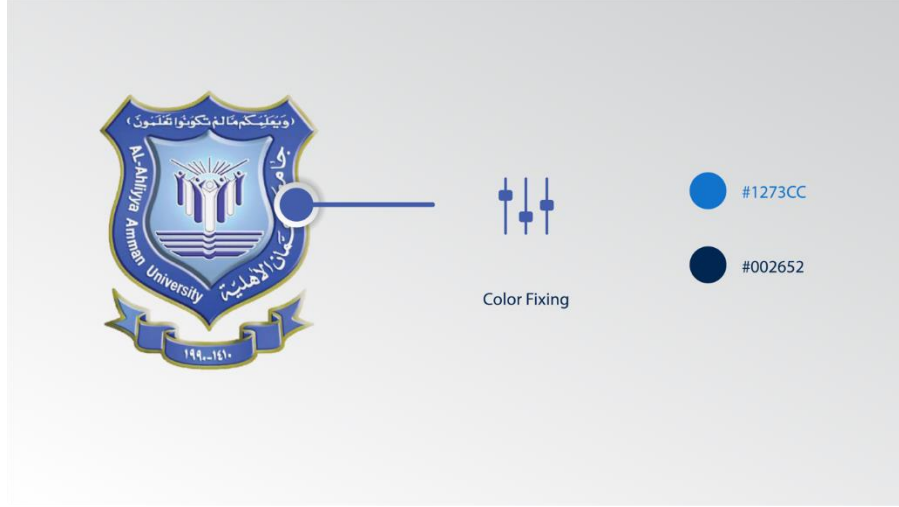 ﴿وَيُعَلِّمُكُم مَّا لَمْ تَكُونُوا تَعْلَمُونَ﴾
AL-Ahliyya Amman University
جامعة عمان الأهلية
١٩٩٠-١٤١٠
Color Fixing
#1273CC
#002652